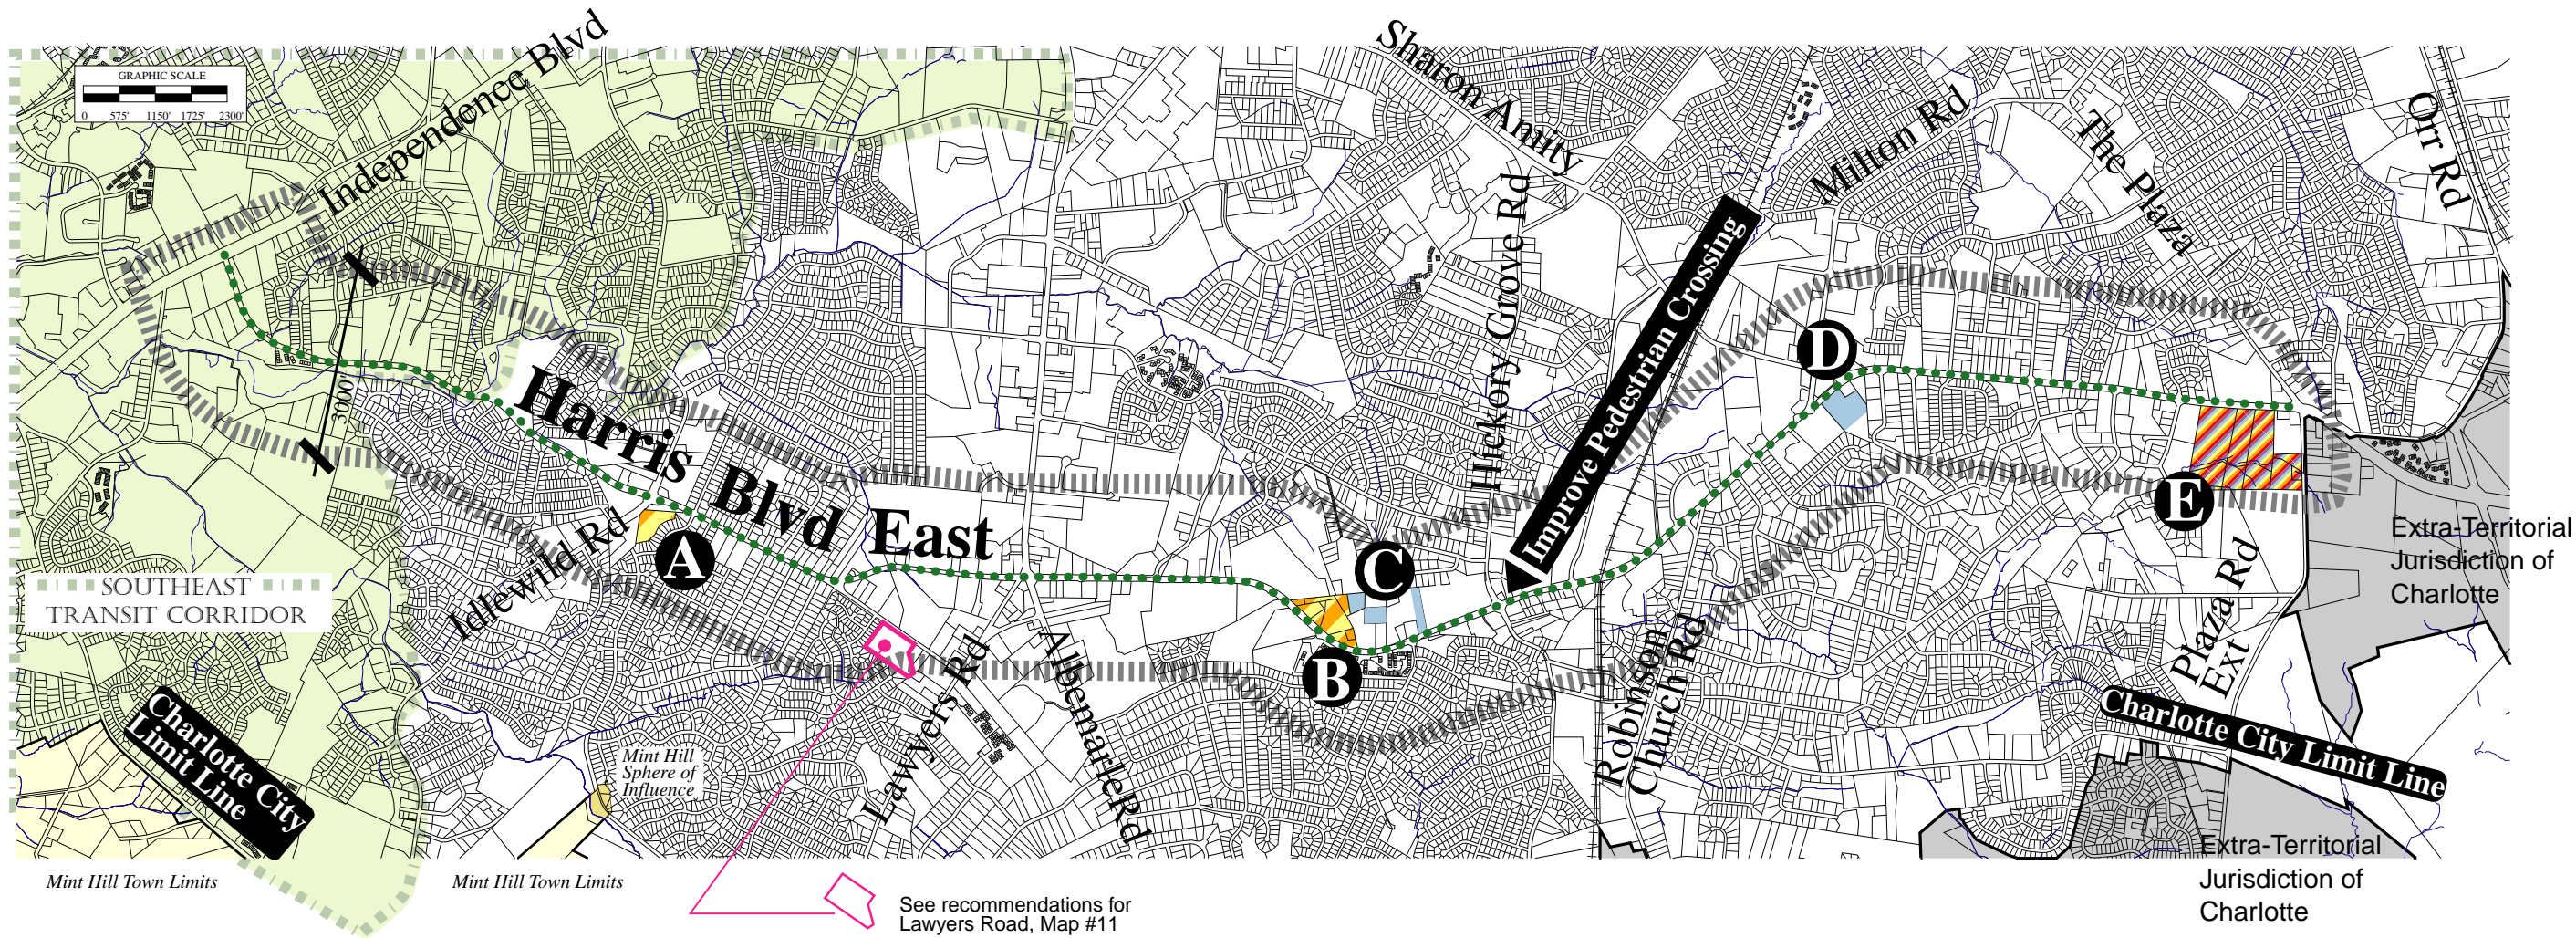 GRAPHIC SCALE
0 575' 1150' 1725' 2300'
Independence Blvd
Sharon Amity
Milton Rd
The Plaza
Orr Rd
Hickory Grove Rd
Improve Pedestrian Crossing
3000'
Harris Blvd East
D
E
C
A
B
Idlewild Rd
SOUTHEAST
TRANSIT CORRIDOR
Extra-Territorial
Jurisdiction of
Charlotte
Plaza Rd
Ext
Robinson
Church Rd
Lawyers Rd
AlbemarleRd
Charlotte City
Limit Line
Mint Hill
Sphere of
Influence
Charlotte City Limit Line
Extra-Territorial
Jurisdiction of
Charlotte
Mint Hill Town Limits
Mint Hill Town Limits
See recommendations for
Lawyers Road, Map #11